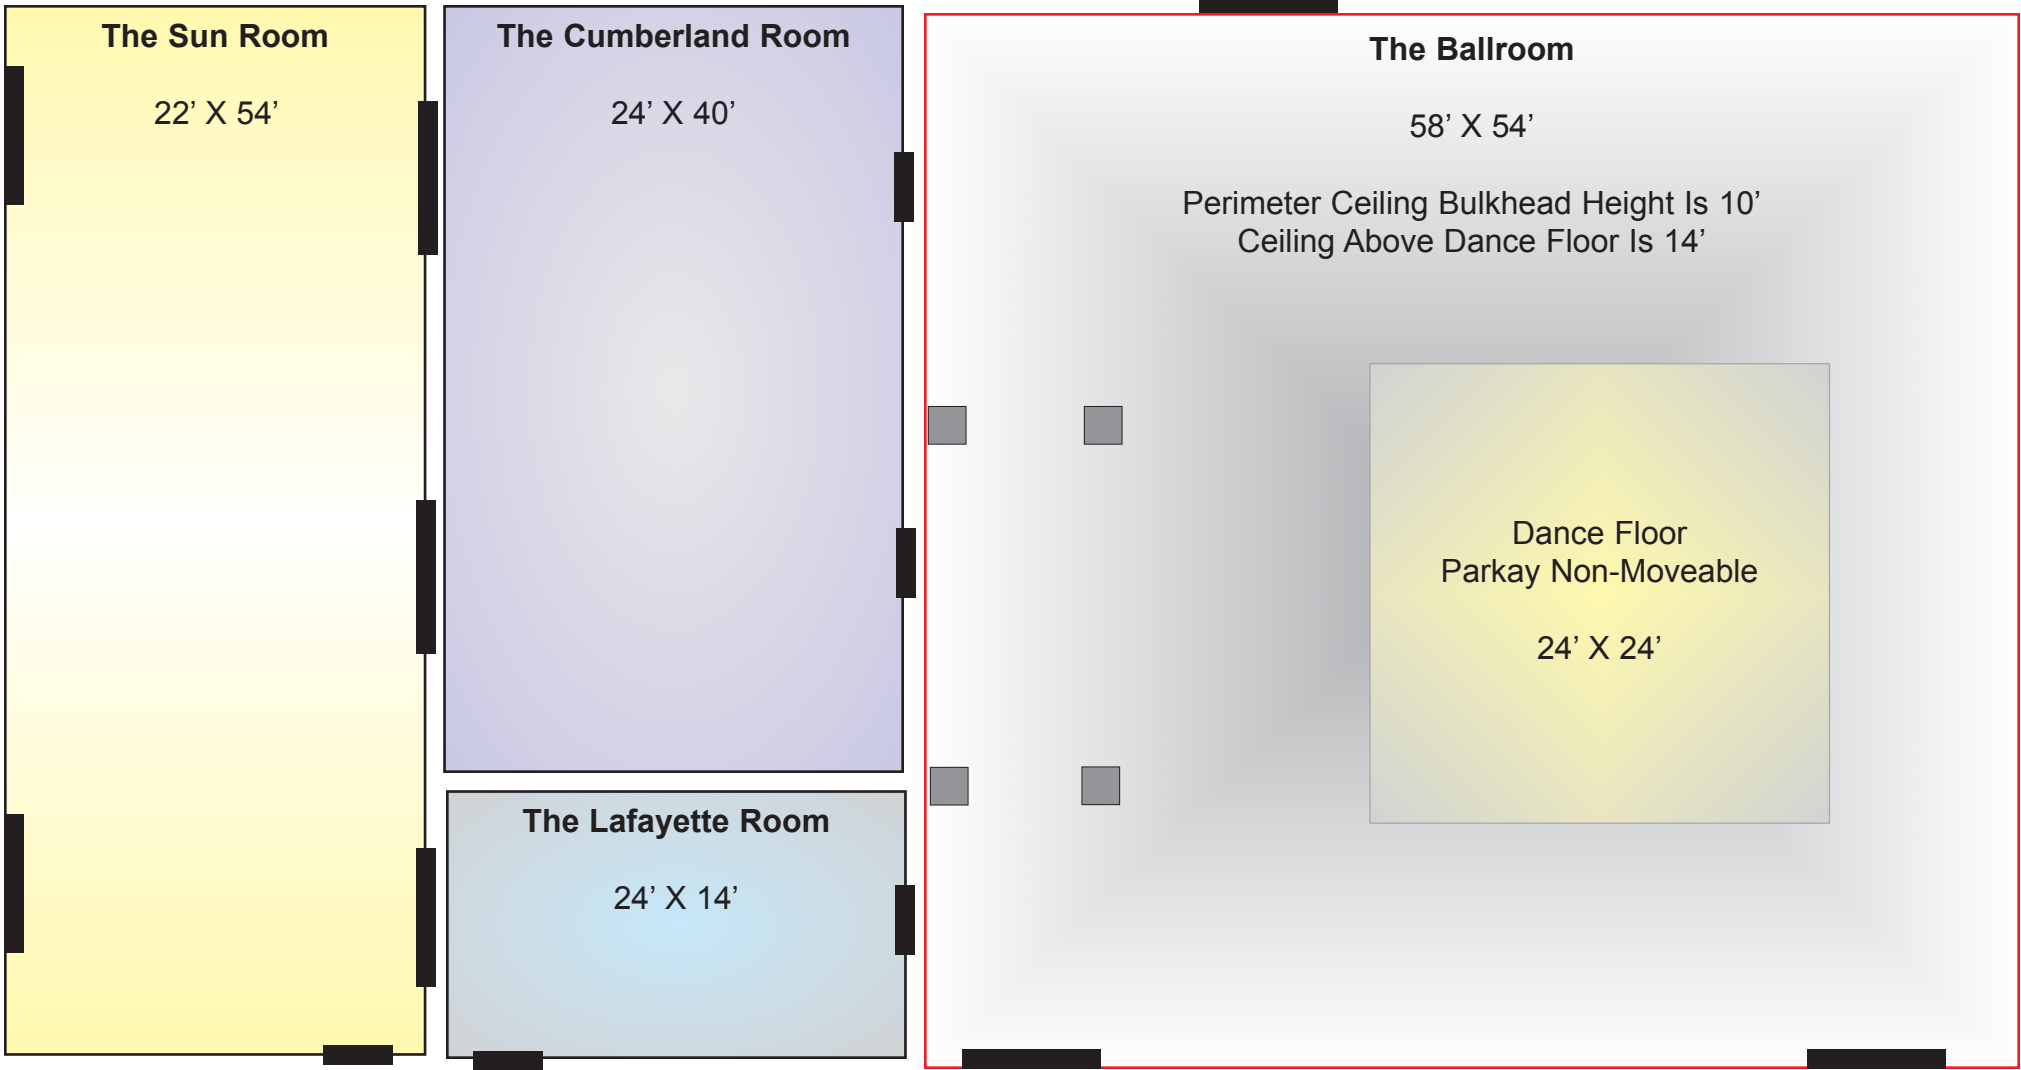 The Sun Room
22’ X 54’
The Cumberland Room
24’ X 40’
The Ballroom
58’ X 54’
Perimeter Ceiling Bulkhead Height Is 10’
Ceiling Above Dance Floor Is 14’
Dance Floor
Parkay Non-Moveable
24’ X 24’
The Lafayette Room
24’ X 14’